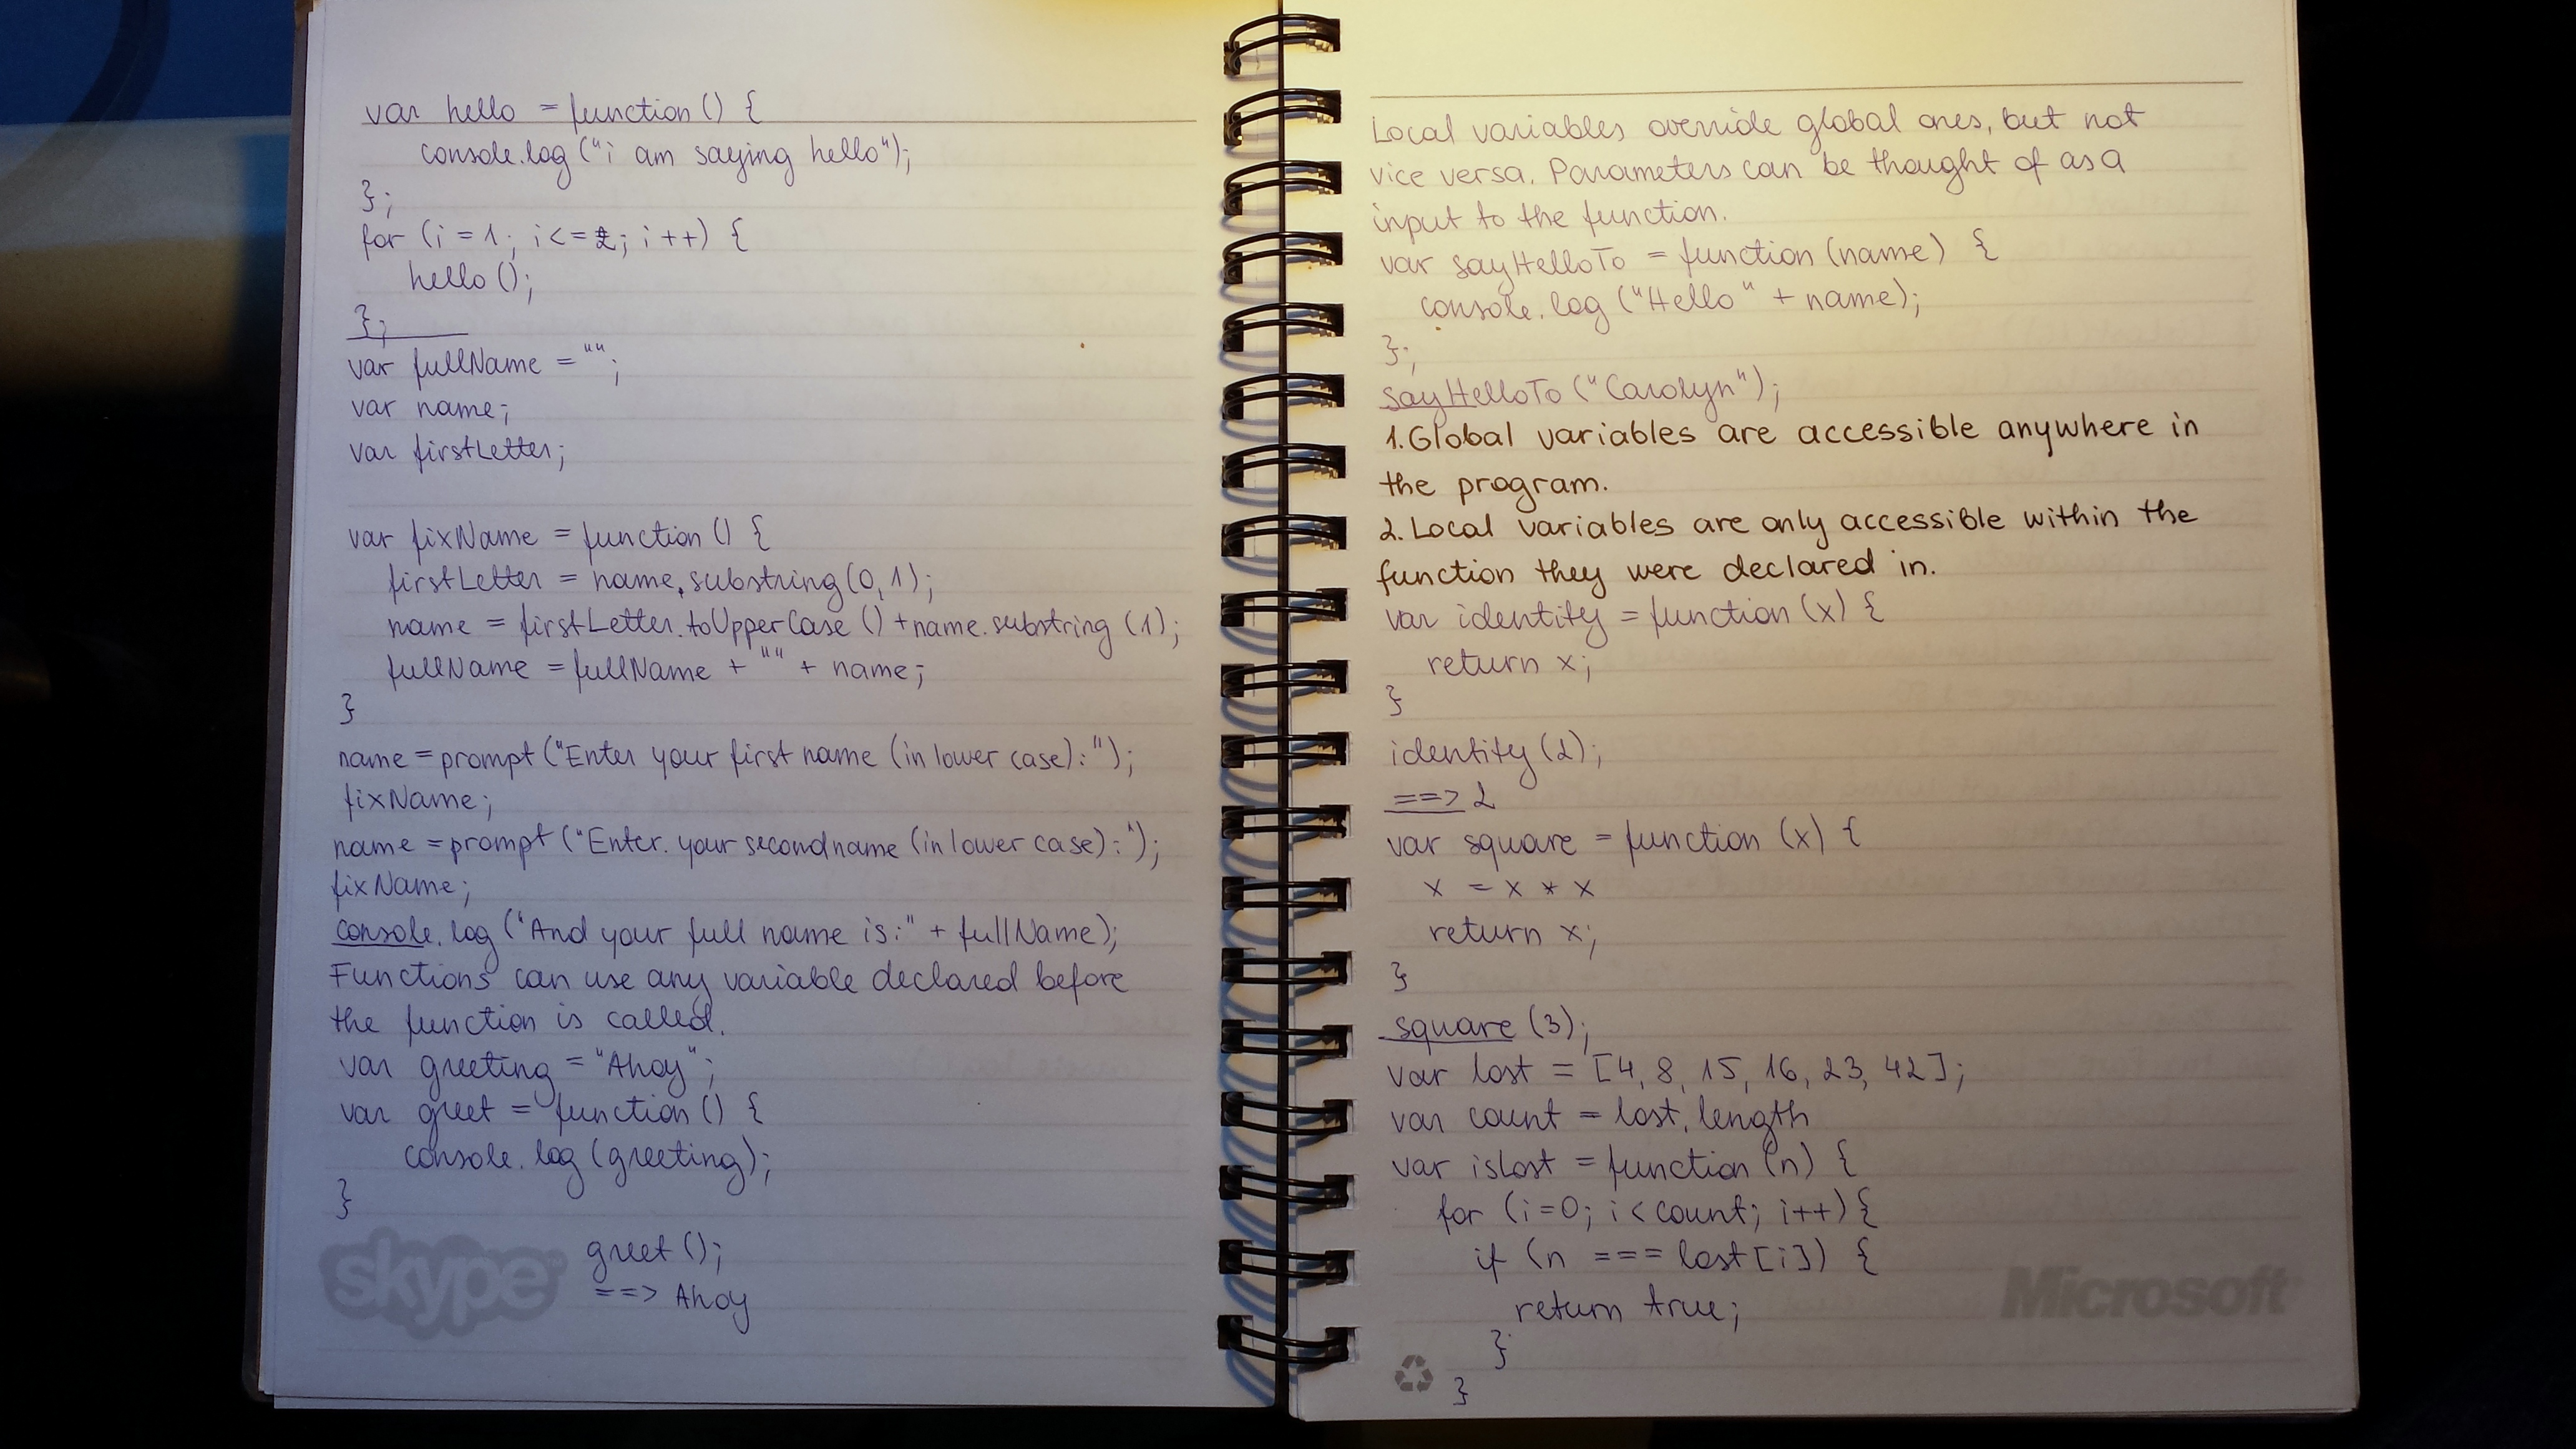 var hello = function () {
console.log ("i am saying hello");
};
for (i = 1; i <= 2; i ++) {
hello ();
};
var fullName = "";
var name;
var firstLetter;
var fixName = function () {
firstLetter = name.substring (0, 1);
name = firstLetter.toUpperCase () + name.substring (1);
fullName = fullName + "" + name;
}
name = prompt ("Enter your first name (in lower case):");
fixName;
name = prompt ("Enter. your second name (in lower case):");
fixName;
console.log ("And your full name is:" + fullName);
Functions can use any variable declared before
the function is called.
var greeting = "Ahoy";
var greet = function () {
console.log (greeting);
}
greet ();
==> Ahoy
skype
Local variables override global ones, but not
vice versa. Parameters can be thought of as a
input to the function.
var sayHelloTo = function (name) {
console.log ("Hello" + name);
};
sayHelloTo ("Carolyn");
1. Global variables are accessible anywhere in
the program.
2. Local variables are only accessible within the
function they were declared in.
var identity = function (x) {
return x;
}
identity (2);
==> 2
var square = function (x) {
x = x * x
return x;
}
square (3);
var lost = [4, 8, 15, 16, 23, 42];
var count = lost.length
var isLost = function (n) {
for (i=0; i < count; i++) {
if (n === lost [i]) {
return true;
}
}
Microsoft